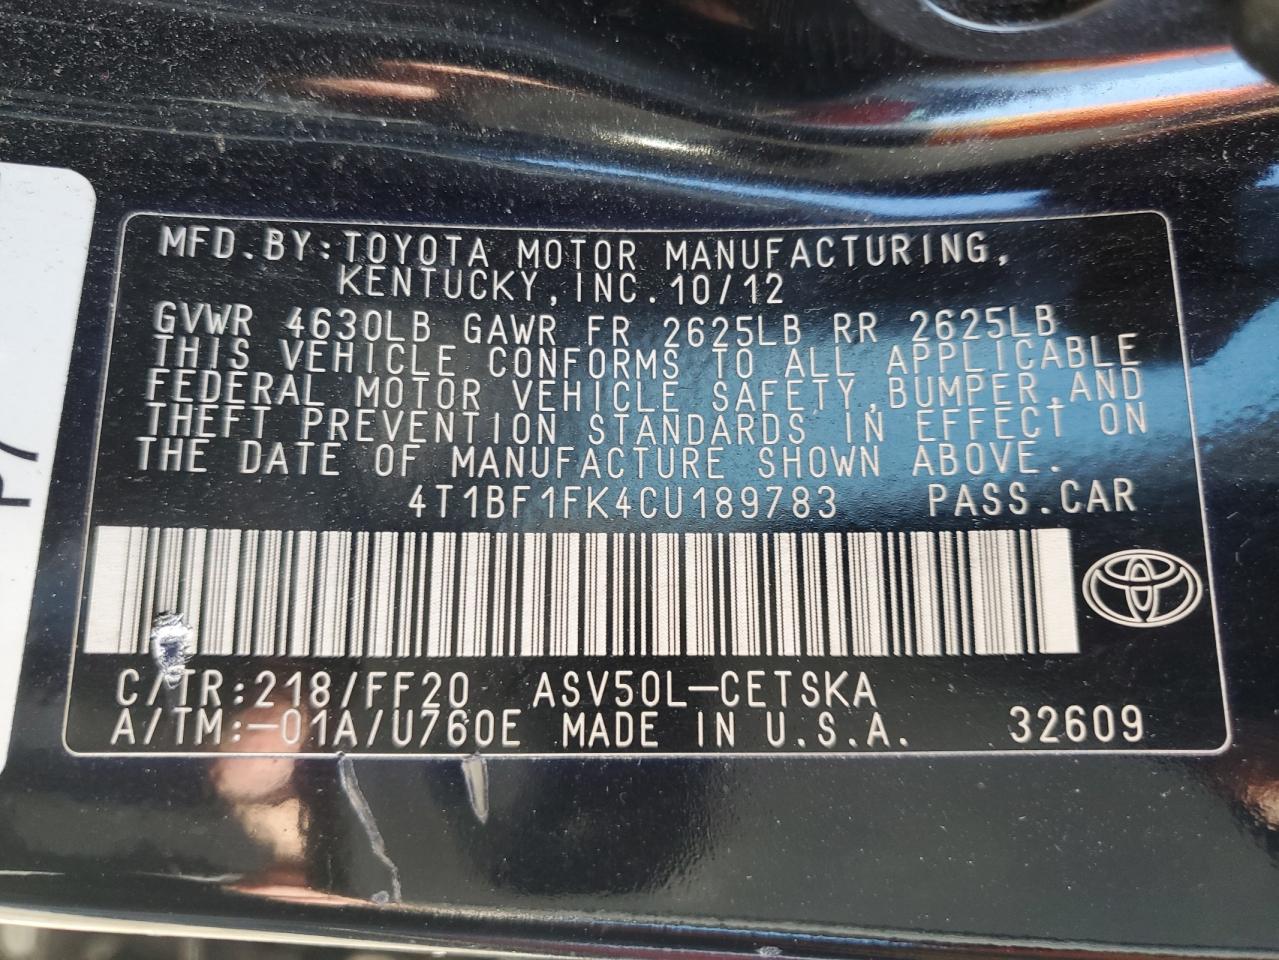 MFD.BY:TOYOTA MOTOR MANUFACTURING,
KENTUCKY,INC.10/12
GVWR 4630LB GAWR FR 2625LB RR 2625LB
THIS VEHICLE CONFORMS TO ALL APPLICABLE
FEDERAL MOTOR VEHICLE SAFETY,BUMPER,AND
THEFT PREVENTION STANDARDS IN EFFECT ON
THE DATE OF MANUFACTURE SHOWN ABOVE.
4T1BF1FK4CU189783 PASS.CAR
C/TR:218/FF20 ASV50L-CETSKA
A/TM:-01A/U760E MADE IN U.S.A. 32609